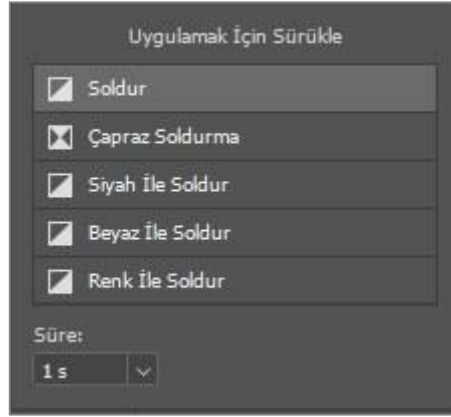 Uygulamak İçin Sürükle
Soldur
Çapraz Soldurma
Siyah İle Soldur
Beyaz İle Soldur
Renk İle Soldur
Süre:
1 s